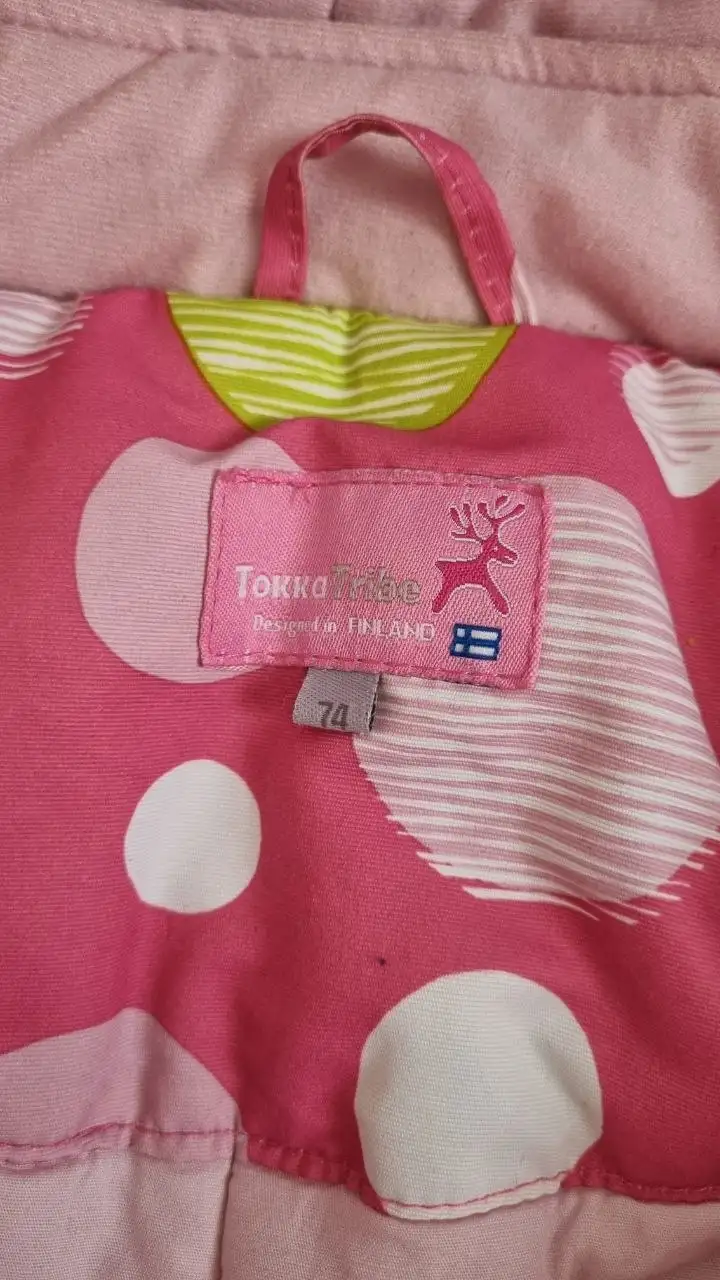 TokkaTribe
Designed in FINLAND
74